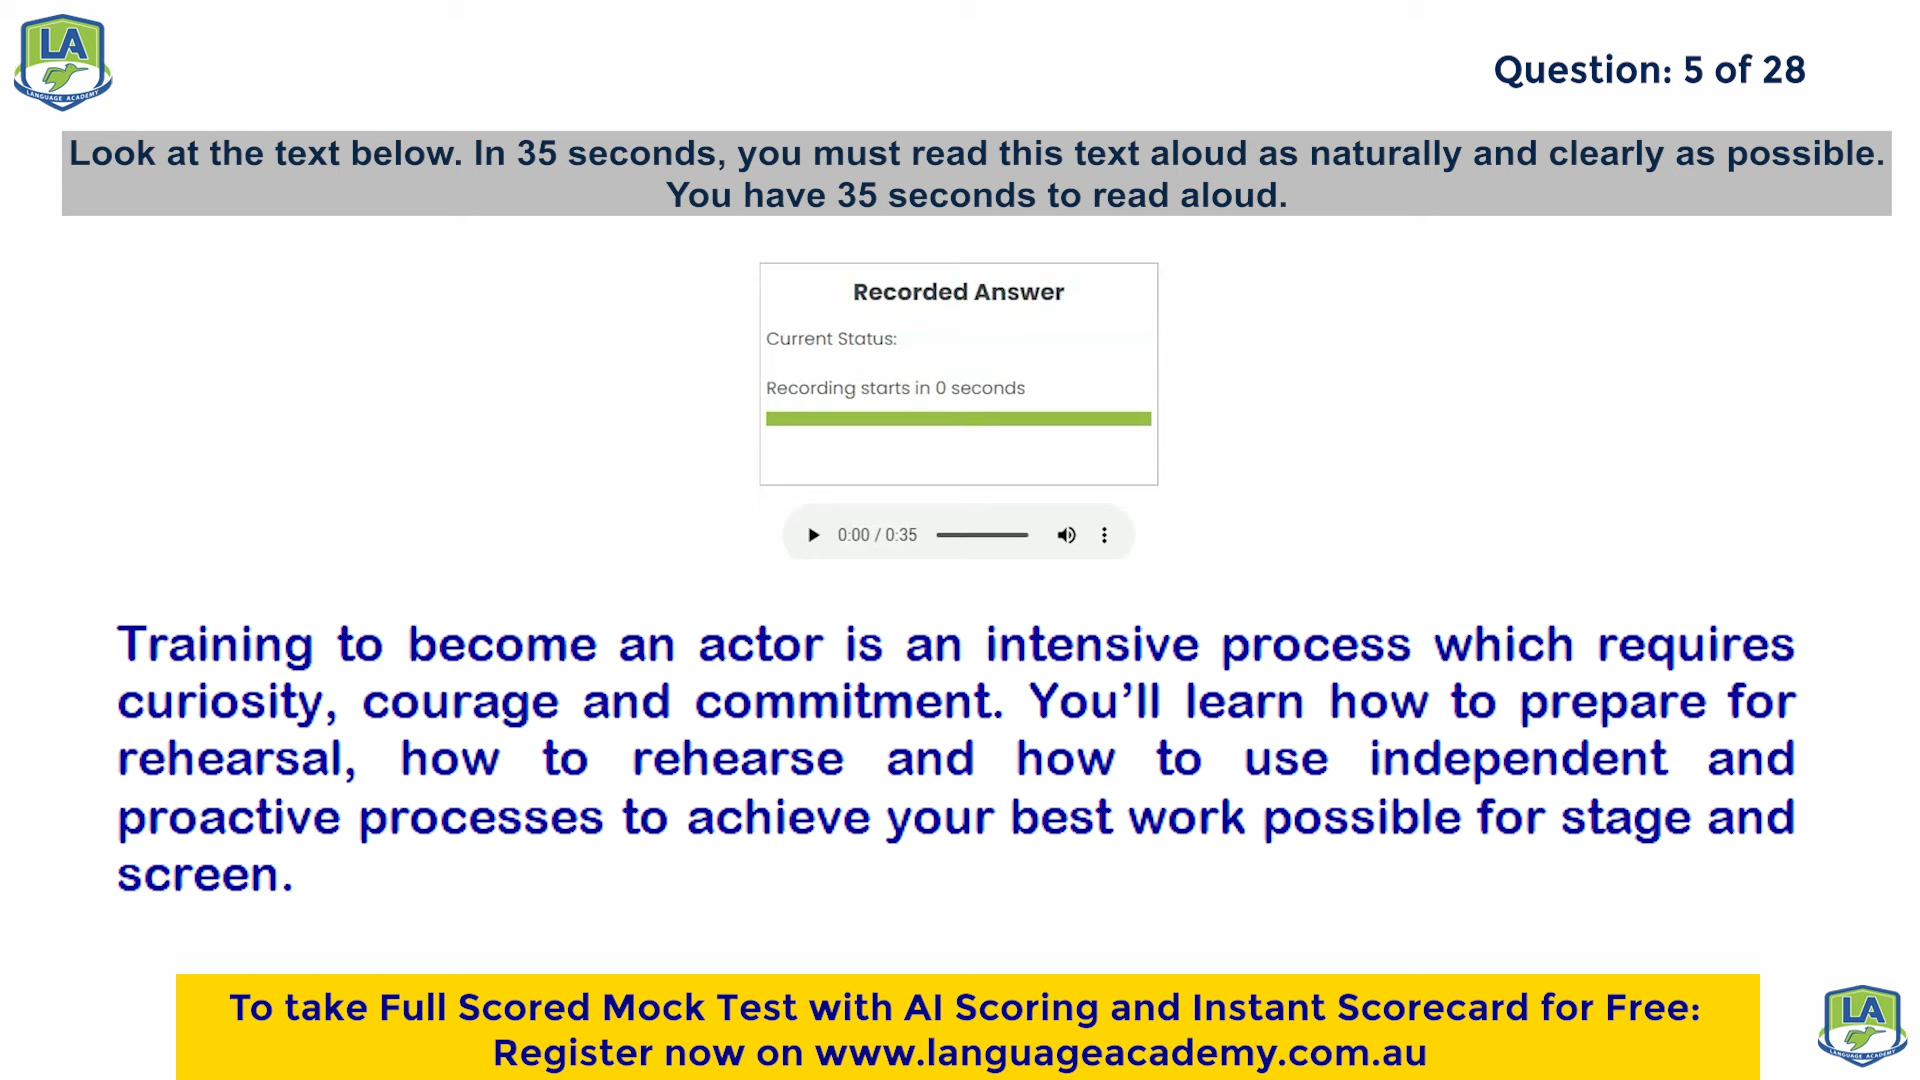 LA
LANGUAGE ACADEMY
Question: 5 of 28
Look at the text below. In 35 seconds, you must read this text aloud as naturally and clearly as possible.
You have 35 seconds to read aloud.
Recorded Answer
Current Status:
Recording starts in 0 seconds
0:00 / 0:35
Training to become an actor is an intensive process which requires
curiosity, courage and commitment. You’ll learn how to prepare for
rehearsal, how to rehearse and how to use independent and
proactive processes to achieve your best work possible for stage and
screen.
To take Full Scored Mock Test with AI Scoring and Instant Scorecard for Free:
Register now on www.languageacademy.com.au
LA
LANGUAGE ACADEMY